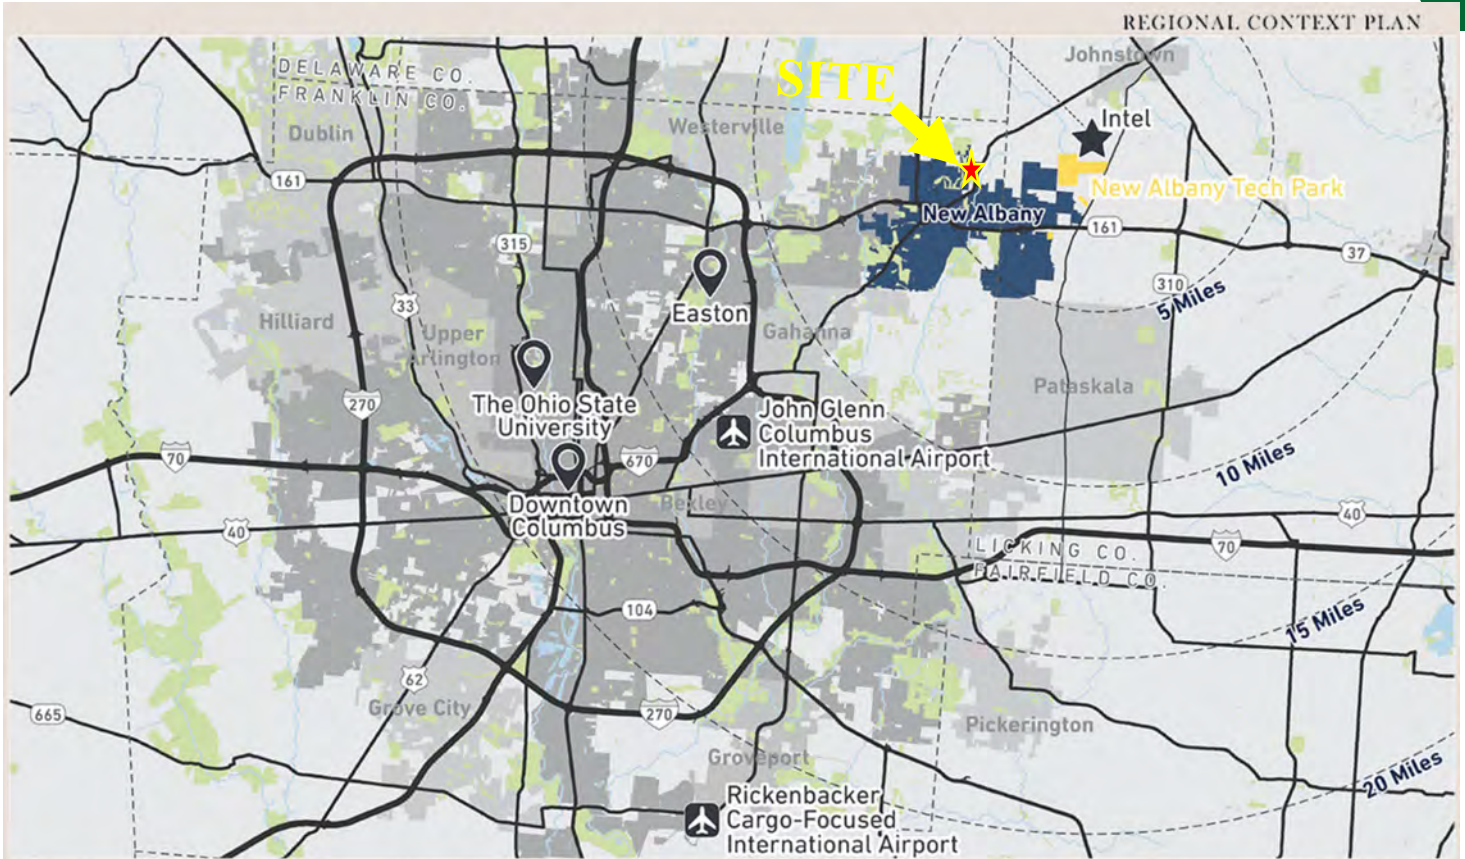 REGIONAL CONTEXT PLAN
Johnstown
DELAWARE CO.
FRANKLIN CO.
SITE
Dublin
Westerville
Intel
161
New Albany Tech Park
New Albany
161
315
37
310
5 Miles
33
Easton
Hilliard
Upper
Arlington
Gahanna
Pataskala
270
The Ohio State
University
John Glenn
Columbus
International Airport
70
670
10 Miles
Downtown
Columbus
Bexley
40
40
70
LICKING CO.
FAIRFIELD CO.
104
15 Miles
62
Grove City
665
270
Pickerington
Groveport
20 Miles
Rickenbacker
Cargo-Focused
International Airport